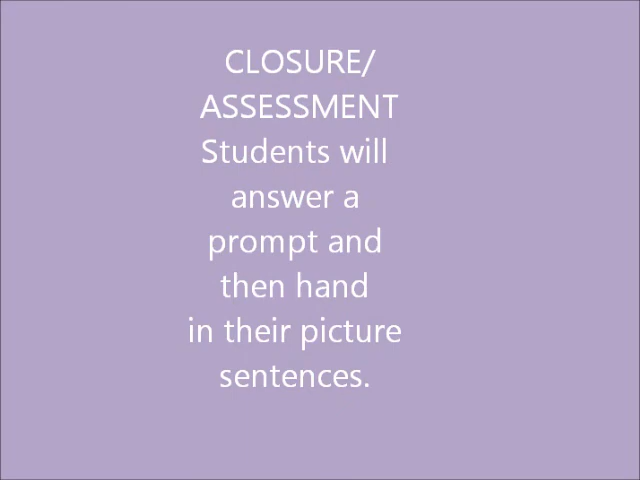 CLOSURE/
ASSESSMENT
Students will
answer a
prompt and
then hand
in their picture
sentences.